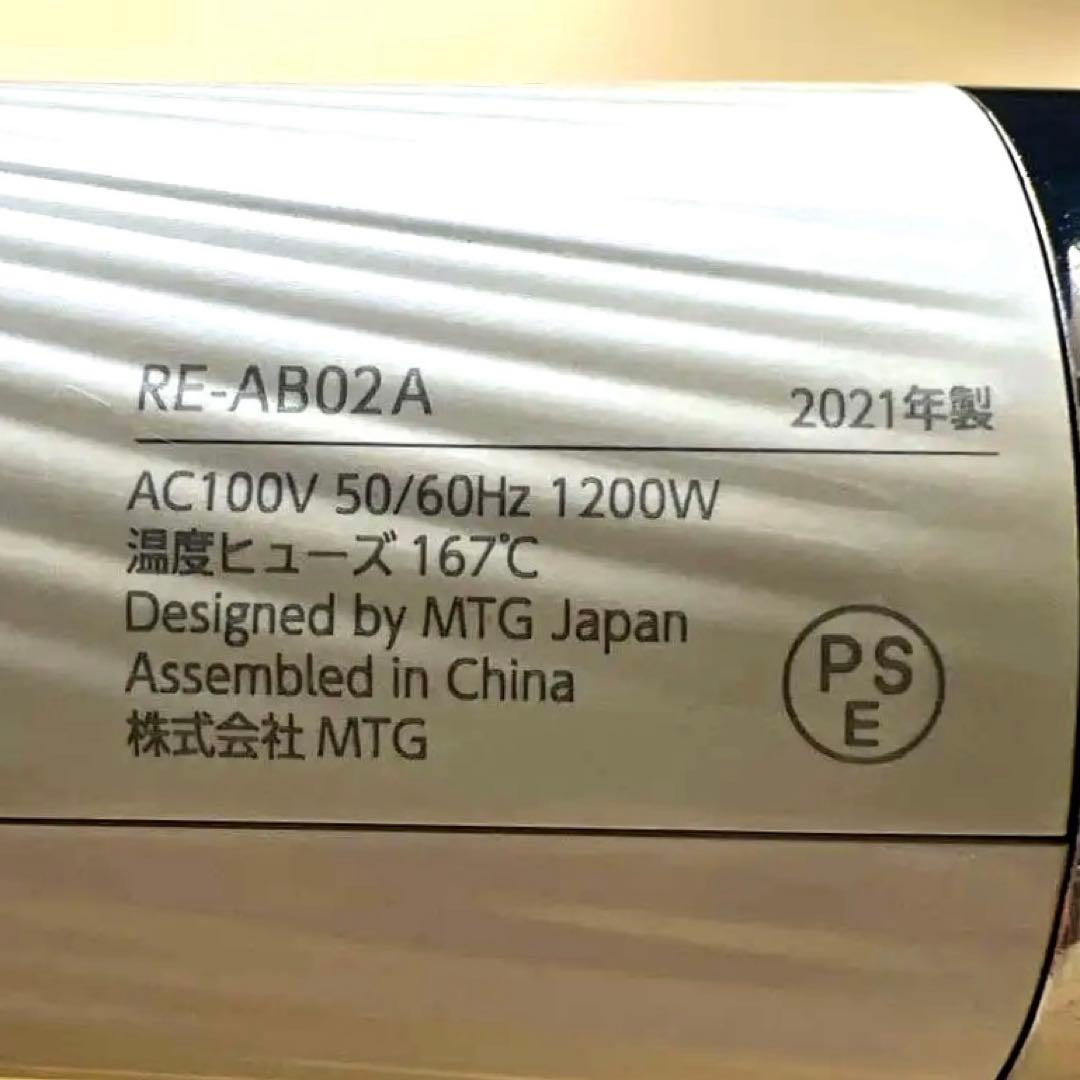 RE-AB02A 2021年製
AC100V 50/60Hz 1200W
温度ヒューズ 167℃
Designed by MTG Japan
Assembled in China
株式会社 MTG
PS
E